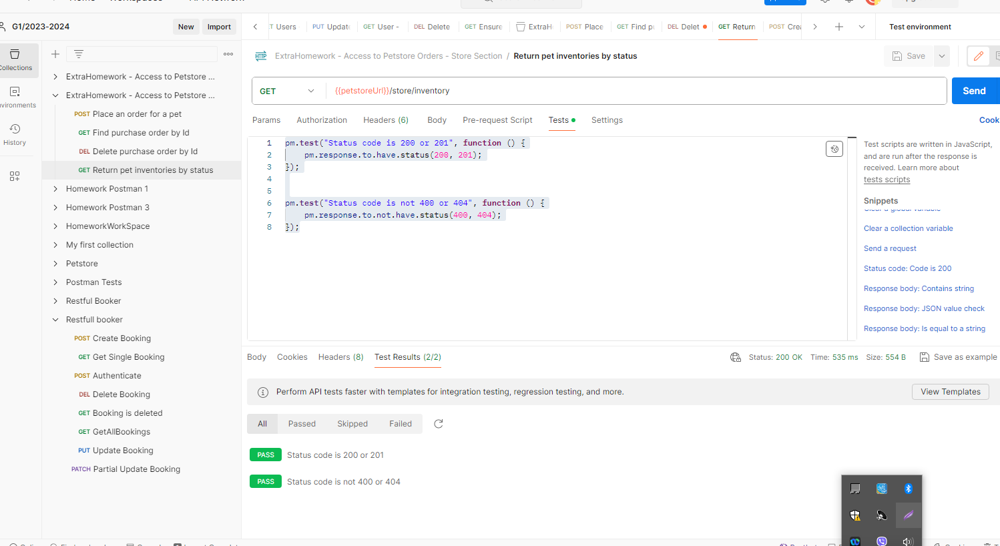 G1/2023-2024
New
Import
Users
PUT Update
GET User -
DEL Delete
GET Ensure
ExtraH
POST Place
GET Find p
DEL Delet
GET Return
POST Crea
Test environment
Collections
History
ExtraHomework - Access to Petstore ...
ExtraHomework - Access to Petstore ...
POST Place an order for a pet
GET Find purchase order by Id
DEL Delete purchase order by Id
GET Return pet inventories by status
Homework Postman 1
Homework Postman 3
HomeworkWorkSpace
My first collection
Petstore
Postman Tests
Restful Booker
Restfull booker
POST Create Booking
GET Get Single Booking
POST Authenticate
DEL Delete Booking
GET Booking is deleted
GET GetAllBookings
PUT Update Booking
PATCH Partial Update Booking
HTTP ExtraHomework - Access to Petstore Orders - Store Section / Return pet inventories by status
Save
GET
{{petstoreUrl}}/store/inventory
Send
Params Authorization Headers (6) Body Pre-request Script Tests Settings
Cook
1 pm.test("Status code is 200 or 201", function () {
2 pm.response.to.have.status(200, 201);
3 });
4
5
6 pm.test("Status code is not 400 or 404", function () {
7 pm.response.to.not.have.status(400, 404);
8 });
Test scripts are written in JavaScript,
and are run after the response is
received. Learn more about
tests scripts
Snippets
Clear a global variable
Clear a collection variable
Send a request
Status code: Code is 200
Response body: Contains string
Response body: JSON value check
Response body: Is equal to a string
Body Cookies Headers (8) Test Results (2/2)
Status: 200 OK Time: 535 ms Size: 554 B
Save as example
Perform API tests faster with templates for integration testing, regression testing, and more.
View Templates
All Passed Skipped Failed
PASS Status code is 200 or 201
PASS Status code is not 400 or 404